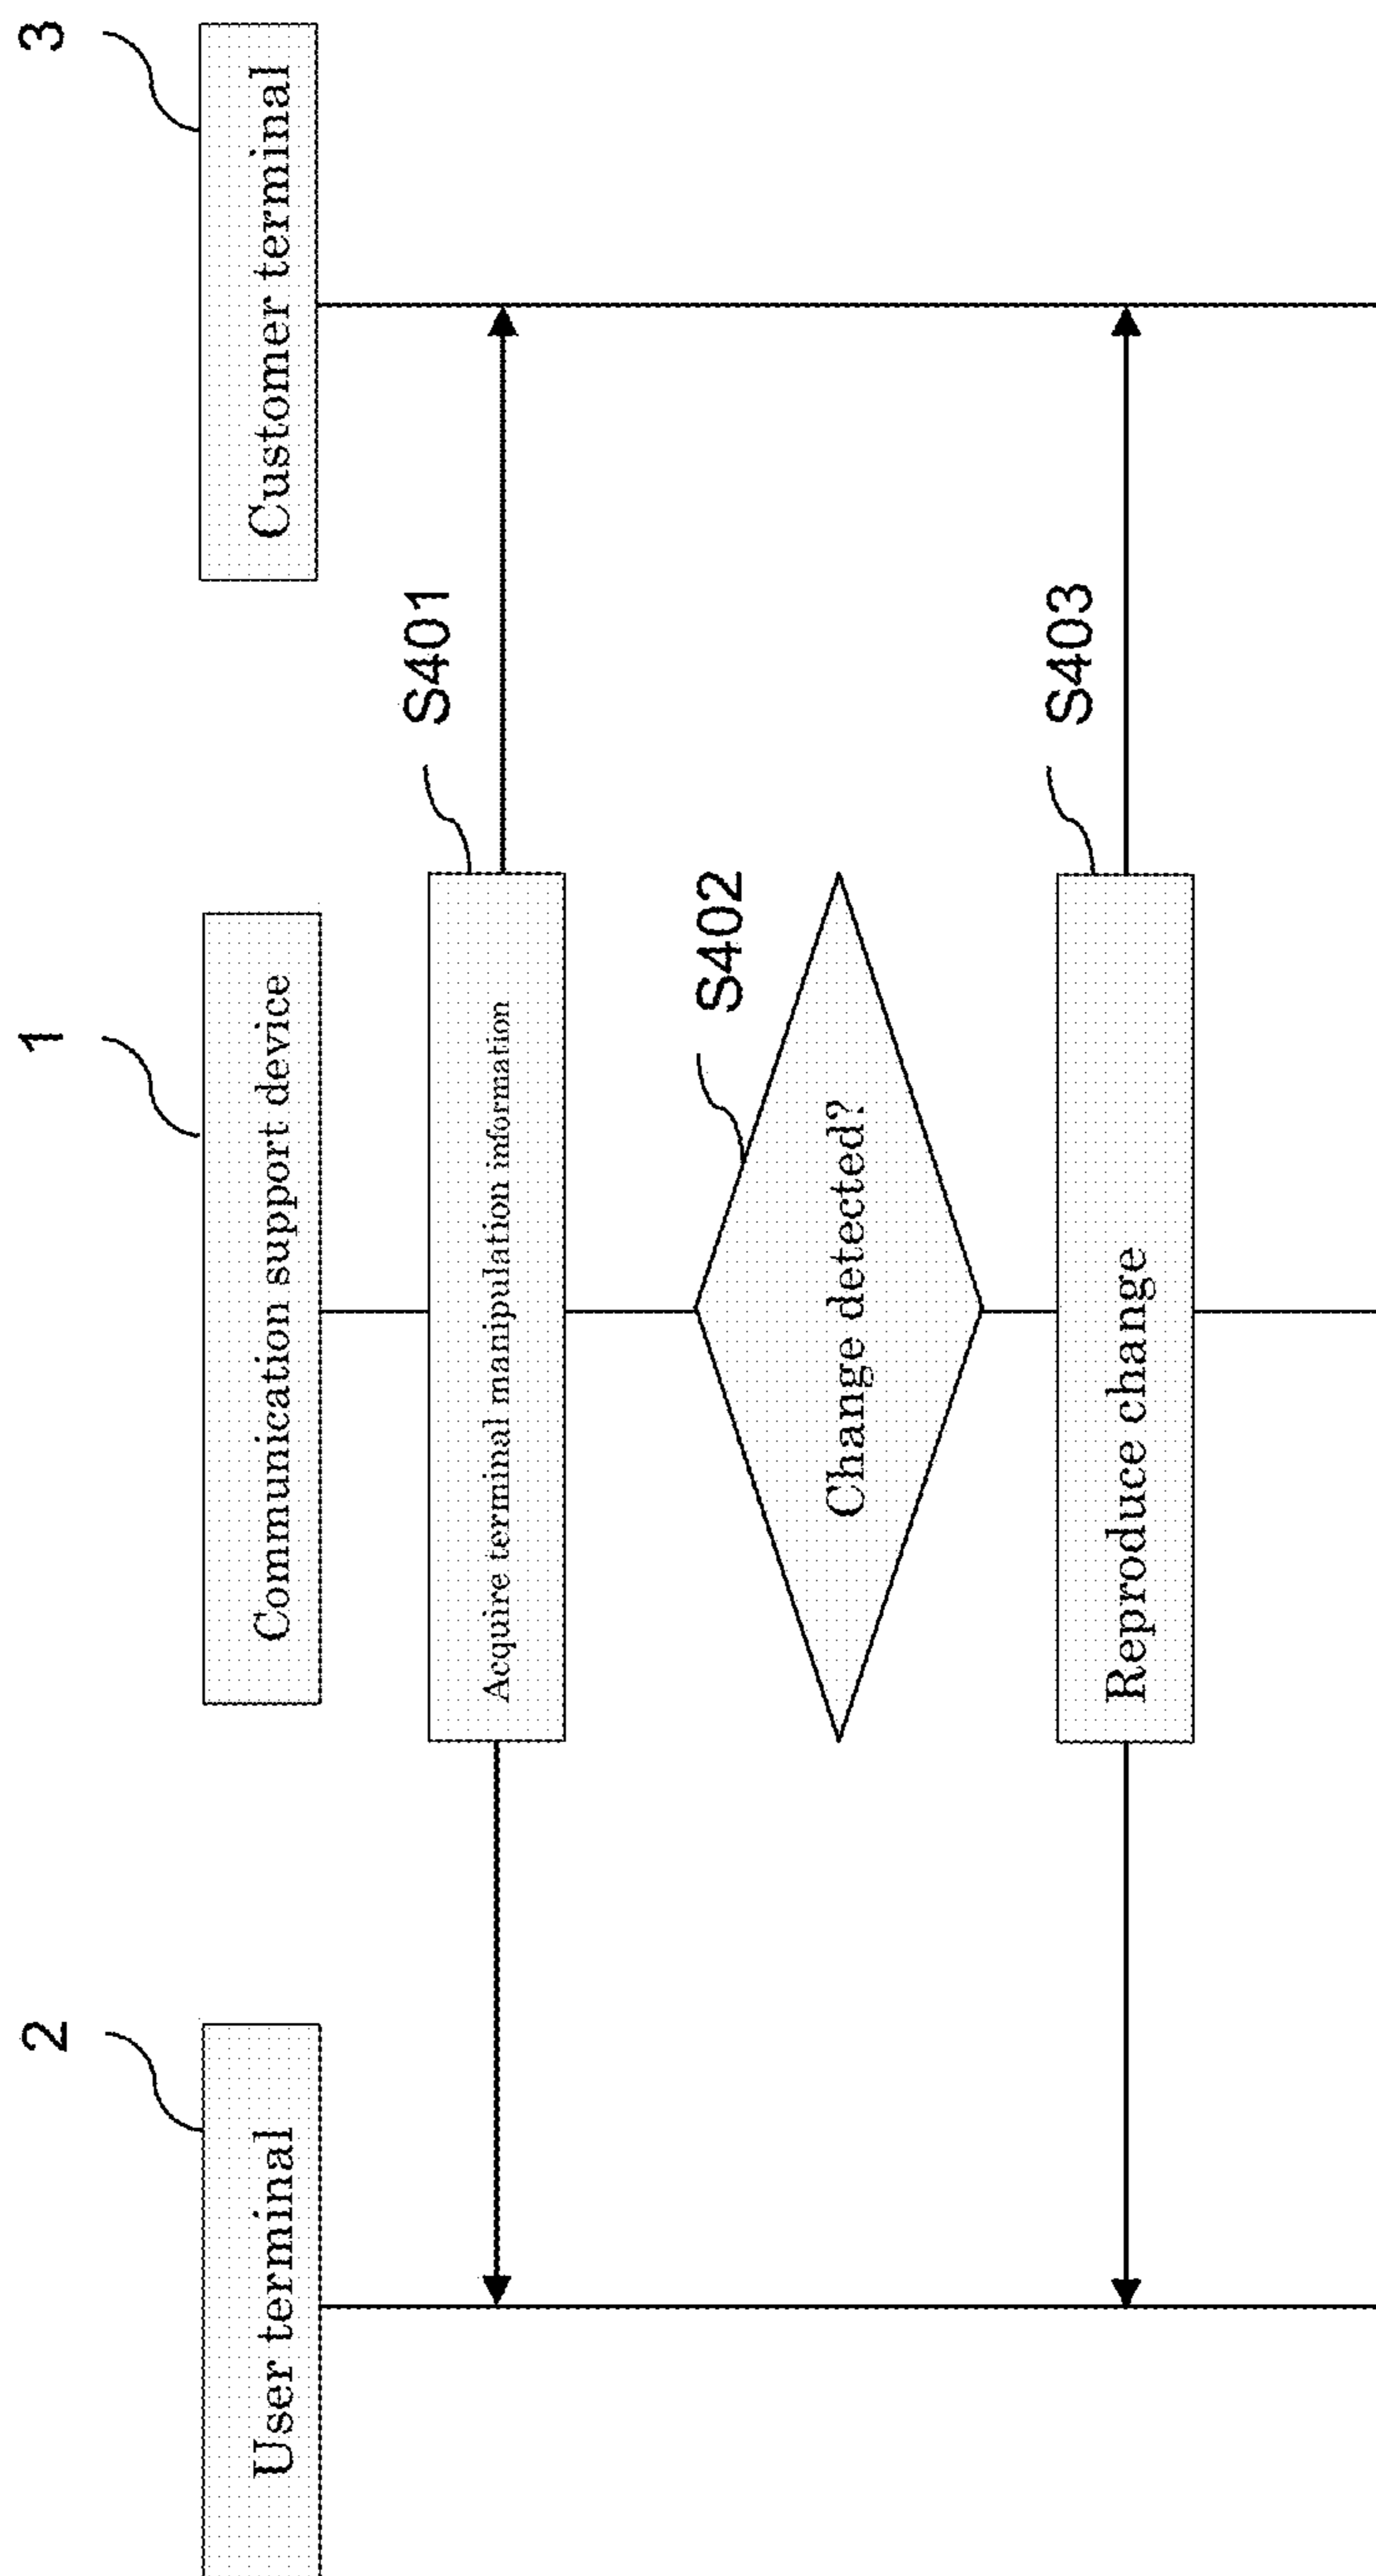 2
1
3
User terminal
Communication support device
Customer terminal
S401
Acquire terminal manipulation information
S402
Change detected?
S403
Reproduce change